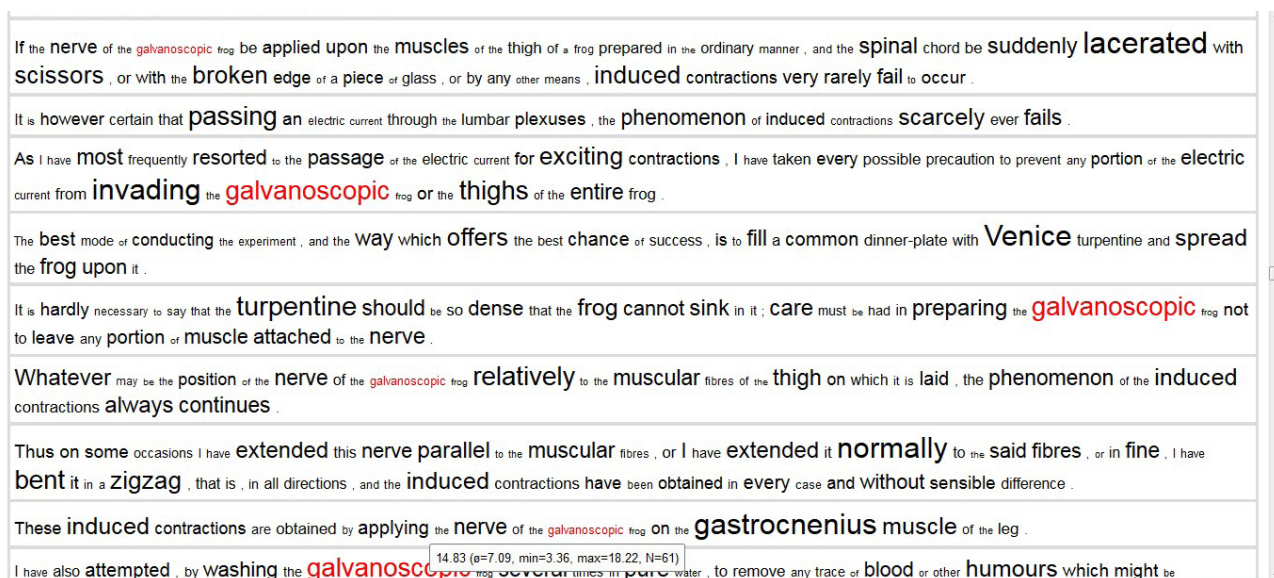 If the nerve of the galvanoscopic frog be applied upon the muscles of the thigh of a frog prepared in the ordinary manner , and the spinal chord be suddenly lacerated with
scissors , or with the broken edge of a piece of glass , or by any other means , induced contractions very rarely fail to occur .
It is however certain that passing an electric current through the lumbar plexuses , the phenomenon of induced contractions scarcely ever fails .
As I have most frequently resorted to the passage of the electric current for exciting contractions , I have taken every possible precaution to prevent any portion of the electric
current from invading the galvanoscopic frog or the thighs of the entire frog .
The best mode of conducting the experiment , and the way which offers the best chance of success , is to fill a common dinner-plate with Venice turpentine and spread
the frog upon it .
It is hardly necessary to say that the turpentine should be so dense that the frog cannot sink in it ; care must be had in preparing the galvanoscopic frog not
to leave any portion of muscle attached to the nerve .
Whatever may be the position of the nerve of the galvanoscopic frog relatively to the muscular fibres of the thigh on which it is laid , the phenomenon of the induced
contractions always continues .
Thus on some occasions I have extended this nerve parallel to the muscular fibres , or I have extended it normally to the said fibres , or in fine , I have
bent it in a zigzag , that is , in all directions , and the induced contractions have been obtained in every case and without sensible difference .
These induced contractions are obtained by applying the nerve of the galvanoscopic frog on the gastrocnenius muscle of the leg .
14.83 (ø=7.09, min=3.36, max=18.22, N=61)
I have also attempted , by washing the galvanoscopic frog several times in pure water , to remove any trace of blood or other humours which might be